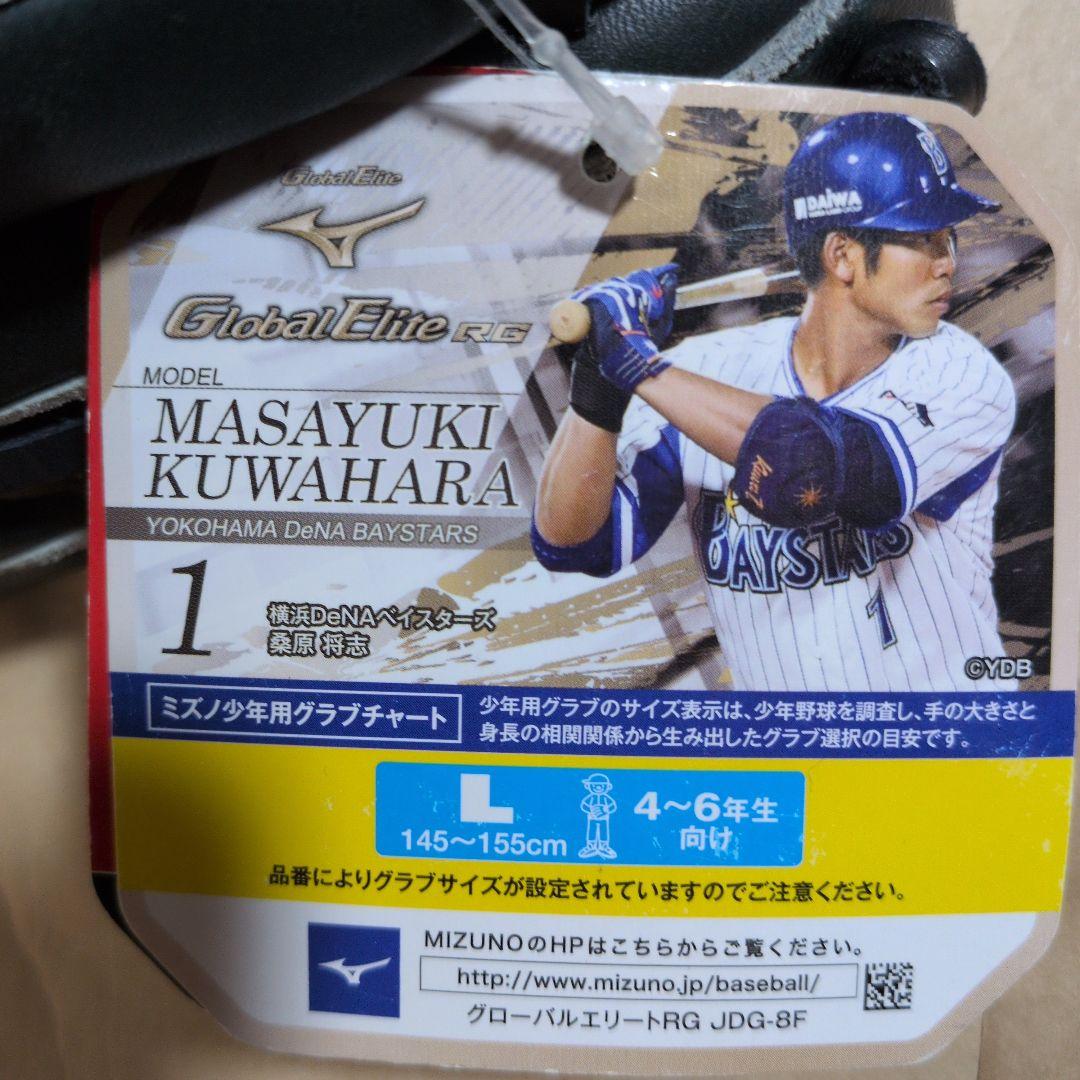 Global Elite
Global Elite RG
MODEL
MASAYUKI
KUWAHARA
YOKOHAMA DeNA BAYSTARS
1
横浜DeNAベイスターズ
桑原 将志
B
DAIWA
BAYSTARS
1
©YDB
ミズノ少年用グラブチャート
少年用グラブのサイズ表示は、少年野球を調査し、手の大きさと
身長の相関関係から生み出したグラブ選択の目安です。
L
145～155cm
4～6年生
向け
品番によりグラブサイズが設定されていますのでご注意ください。
MIZUNOのHPはこちらからご覧ください。
http://www.mizuno.jp/baseball/
グローバルエリートRG JDG-8F